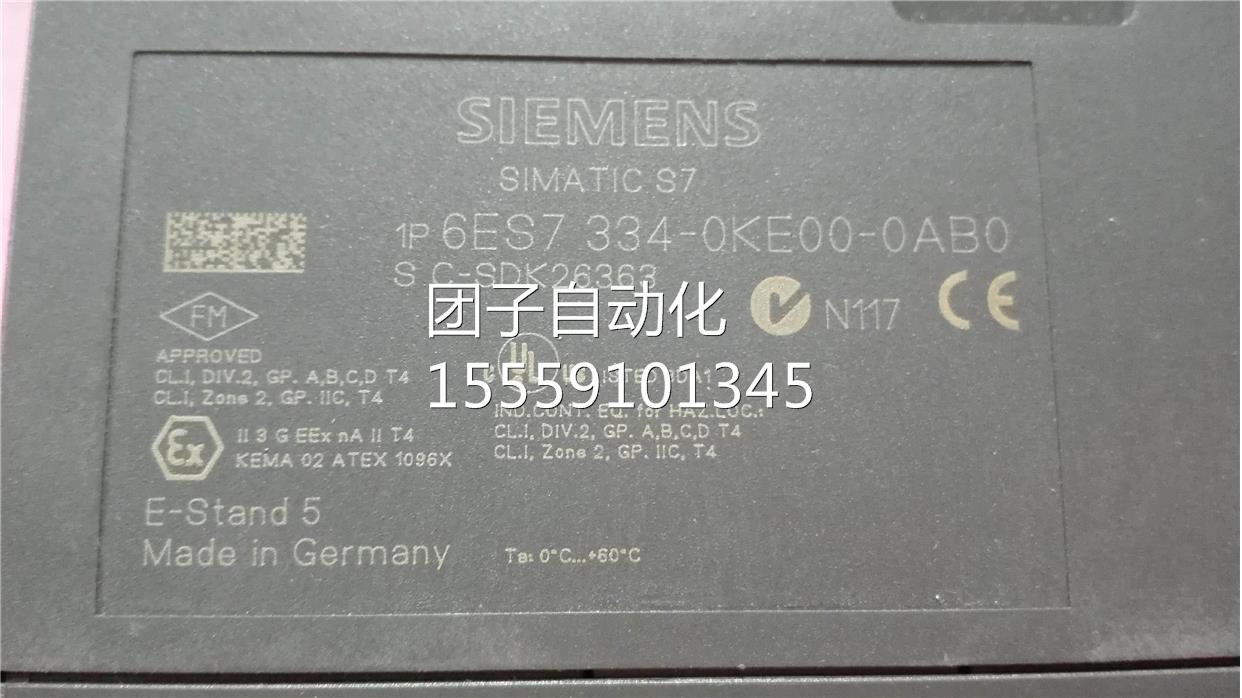 SIEMENS
SIMATIC S7
1P 6ES7 334-0KE00-0AB0
S C-SDK26363
团子自动化
15559101345
N117
CE
FM
APPROVED
CL.I, DIV.2, GP. A,B,C,D T4
CL.I, Zone 2, GP. IIC, T4
Ex
II 3 G EEx nA II T4
KEMA 02 ATEX 1096X
UL
IND.CONT. EQ. for HAZ.LOC.:
CL.I, DIV.2, GP. A,B,C,D T4
CL.I, Zone 2, GP. IIC, T4
E-Stand 5
Made in Germany
Ta: 0°C...+60°C